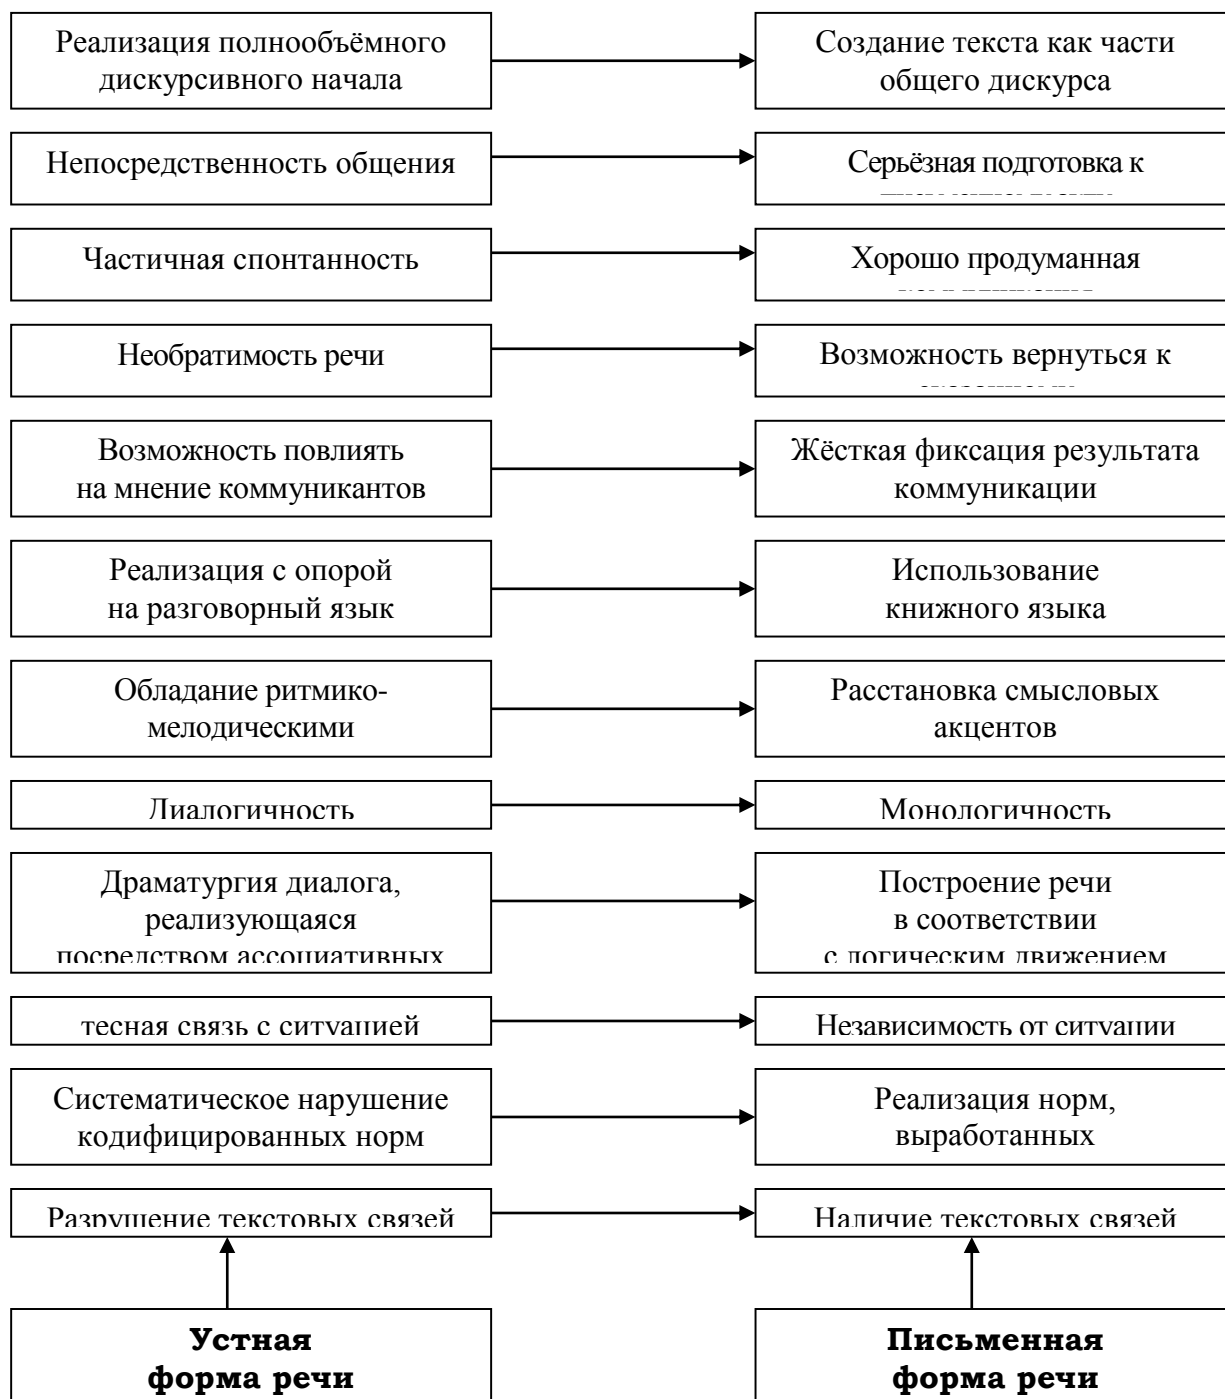 Реализация полнообъёмного
дискурсивного начала
Создание текста как части
общего дискурса
Непосредственность общения
Серьёзная подготовка к
Частичная спонтанность
Хорошо продуманная
Необратимость речи
Возможность вернуться к
Возможность повлиять
на мнение коммуникантов
Жёсткая фиксация результата
коммуникации
Реализация с опорой
на разговорный язык
Использование
книжного языка
Обладание ритмико-
мелодическими
Расстановка смысловых
акцентов
Диалогичность
Монологичность
Драматургия диалога,
реализующаяся
посредством ассоциативных
Построение речи
в соответствии
с логическим движением
тесная связь с ситуацией
Независимость от ситуации
Систематическое нарушение
кодифицированных норм
Реализация норм,
выработанных
Разрушение текстовых связей
Наличие текстовых связей
Устная
форма речи
Письменная
форма речи